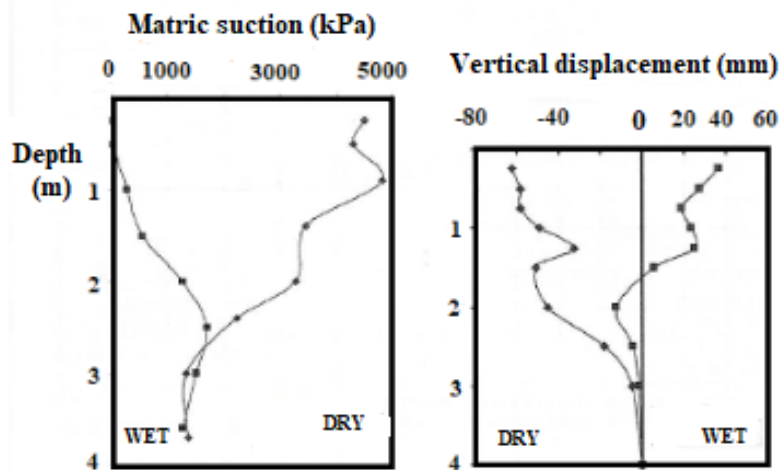 Matric suction (kPa)
0 1000 3000 5000
Depth
(m)
1
2
3
4
WET
DRY
Vertical displacement (mm)
-80 -40 0 20 40 60
1
2
3
4
DRY
WET